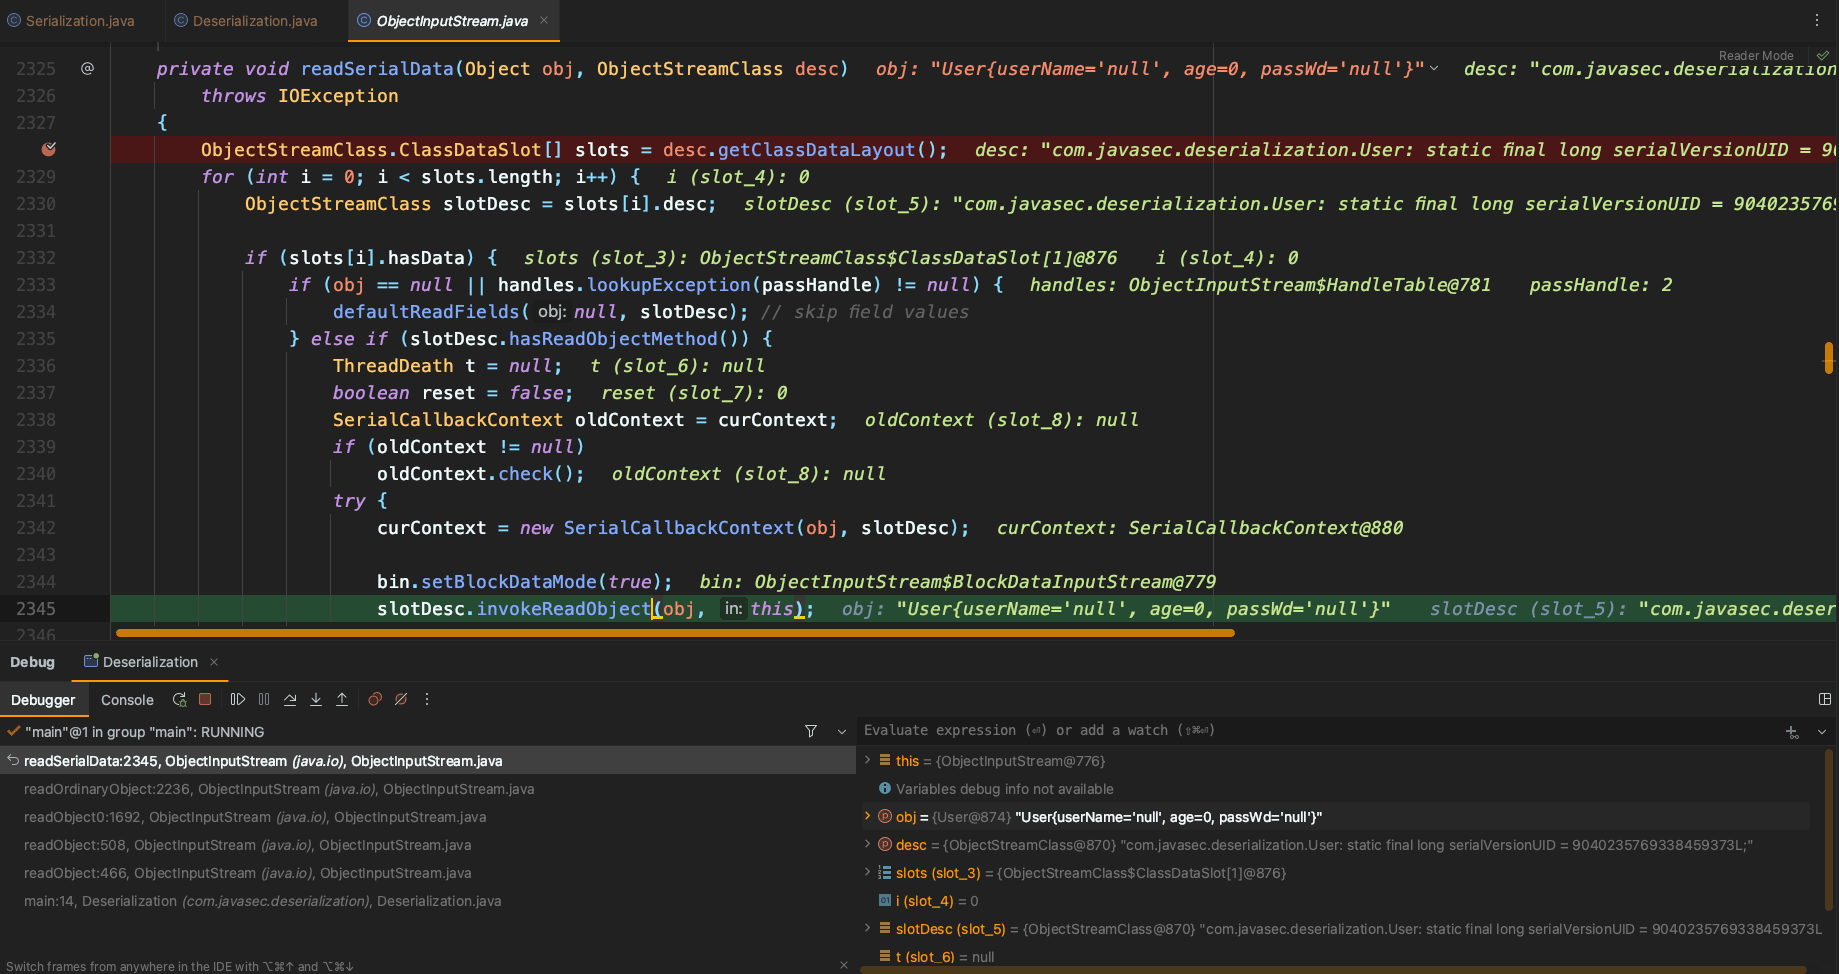 Serialization.java
Deserialization.java
ObjectInputStream.java
Reader Mode
2325 @ private void readSerialData(Object obj, ObjectStreamClass desc) obj: "User{userName='null', age=0, passWd='null'}" desc: "com.javasec.deserialization
2326 throws IOException
2327 {
ObjectStreamClass.ClassDataSlot[] slots = desc.getClassDataLayout(); desc: "com.javasec.deserialization.User: static final long serialVersionUID = 90
2329 for (int i = 0; i < slots.length; i++) { i (slot_4): 0
2330 ObjectStreamClass slotDesc = slots[i].desc; slotDesc (slot_5): "com.javasec.deserialization.User: static final long serialVersionUID = 904023576
2331
2332 if (slots[i].hasData) { slots (slot_3): ObjectStreamClass$ClassDataSlot[1]@876 i (slot_4): 0
2333 if (obj == null || handles.lookupException(passHandle) != null) { handles: ObjectInputStream$HandleTable@781 passHandle: 2
2334 defaultReadFields( obj: null, slotDesc); // skip field values
2335 } else if (slotDesc.hasReadObjectMethod()) {
2336 ThreadDeath t = null; t (slot_6): null
2337 boolean reset = false; reset (slot_7): 0
2338 SerialCallbackContext oldContext = curContext; oldContext (slot_8): null
2339 if (oldContext != null)
2340 oldContext.check(); oldContext (slot_8): null
2341 try {
2342 curContext = new SerialCallbackContext(obj, slotDesc); curContext: SerialCallbackContext@880
2343
2344 bin.setBlockDataMode(true); bin: ObjectInputStream$BlockDataInputStream@779
2345 slotDesc.invokeReadObject(obj, in: this); obj: "User{userName='null', age=0, passWd='null'}" slotDesc (slot_5): "com.javasec.deser
2346
Debug Deserialization
Debugger Console
"main"@1 in group "main": RUNNING
readSerialData:2345, ObjectInputStream (java.io), ObjectInputStream.java
readOrdinaryObject:2236, ObjectInputStream (java.io), ObjectInputStream.java
readObject0:1692, ObjectInputStream (java.io), ObjectInputStream.java
readObject:508, ObjectInputStream (java.io), ObjectInputStream.java
readObject:466, ObjectInputStream (java.io), ObjectInputStream.java
main:14, Deserialization (com.javasec.deserialization), Deserialization.java
Switch frames from anywhere in the IDE with ⌥⌘↑ and ⌥⌘↓
Evaluate expression (⏎) or add a watch (⇧⌘⏎)
this = {ObjectInputStream@776}
Variables debug info not available
obj = {User@874} "User{userName='null', age=0, passWd='null'}"
desc = {ObjectStreamClass@870} "com.javasec.deserialization.User: static final long serialVersionUID = 9040235769338459373L;"
slots (slot_3) = {ObjectStreamClass$ClassDataSlot[1]@876}
i (slot_4) = 0
slotDesc (slot_5) = {ObjectStreamClass@870} "com.javasec.deserialization.User: static final long serialVersionUID = 9040235769338459373L
t (slot_6) = null